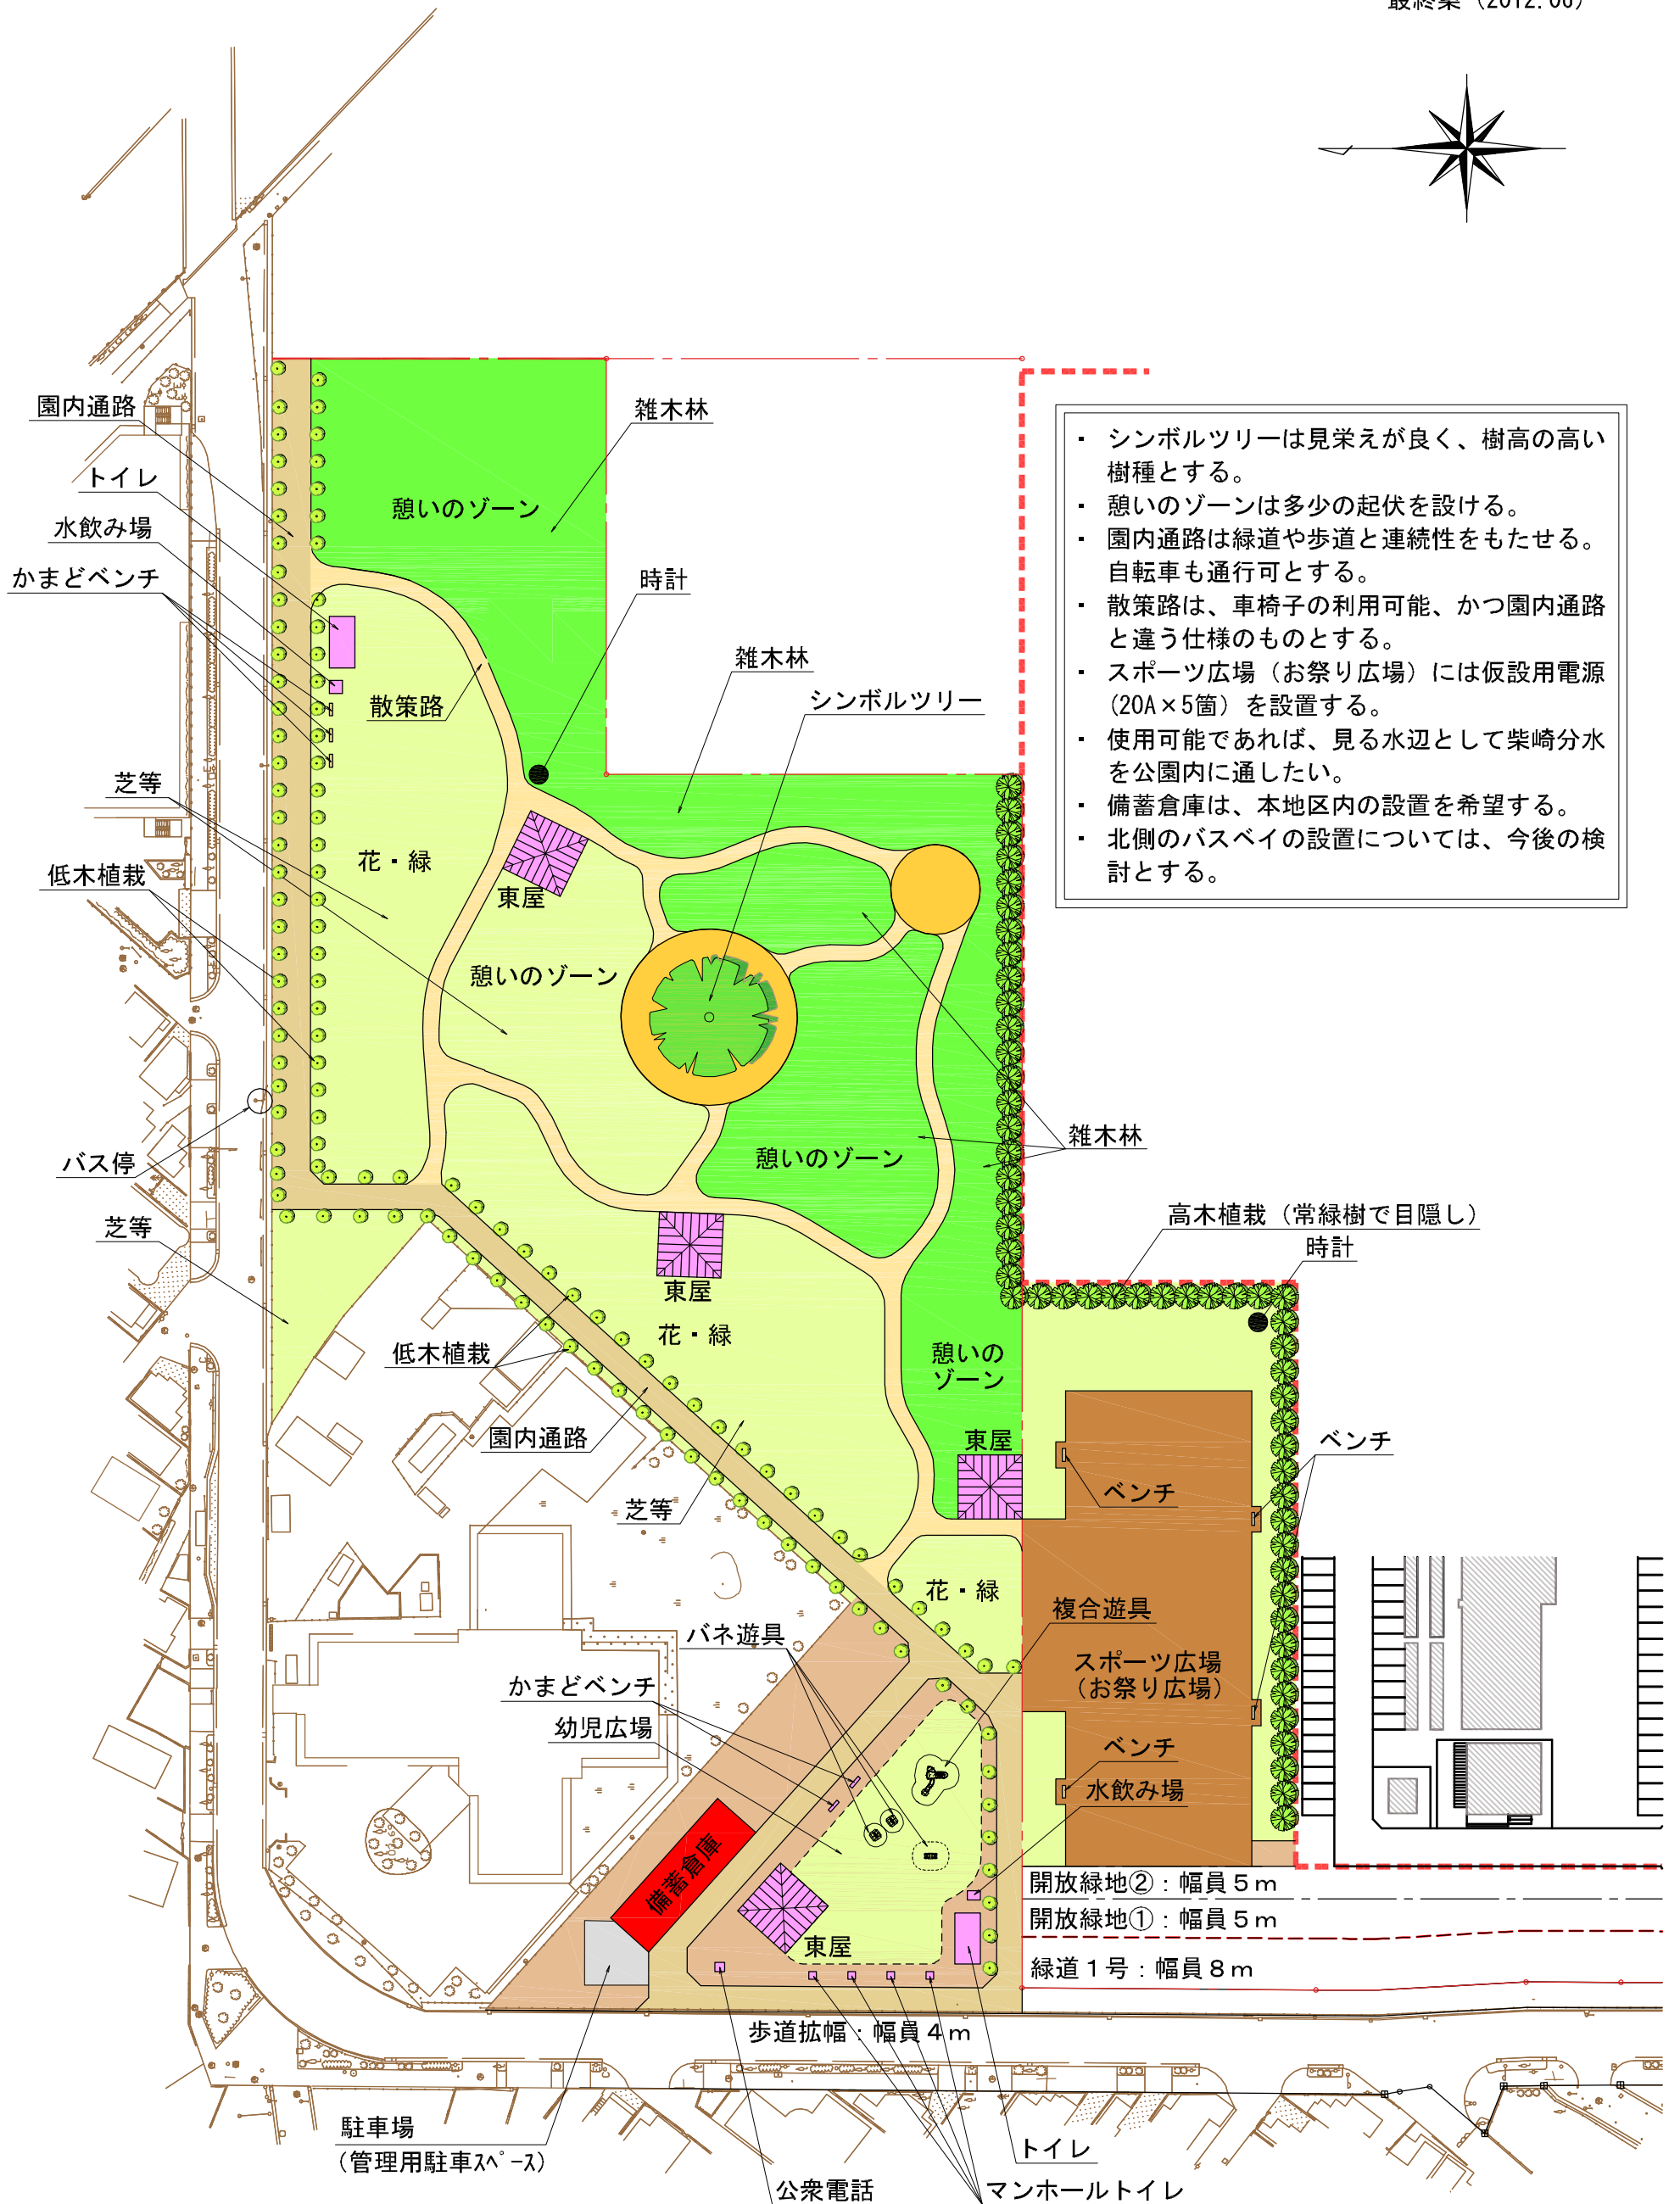 最終案（2012.06）
・ シンボルツリーは見栄えが良く、樹高の高い
樹種とする。
・ 憩いのゾーンは多少の起伏を設ける。
・ 園内通路は緑道や歩道と連続性をもたせる。
自転車も通行可とする。
・ 散策路は、車椅子の利用可能、かつ園内通路
と違う仕様のものとする。
・ スポーツ広場（お祭り広場）には仮設用電源
（20A×5箇）を設置する。
・ 使用可能であれば、見る水辺として柴崎分水
を公園内に通したい。
・ 備蓄倉庫は、本地区内の設置を希望する。
・ 北側のバスベイの設置については、今後の検
討とする。
園内通路
雑木林
トイレ
憩いのゾーン
水飲み場
かまどベンチ
時計
雑木林
散策路
シンボルツリー
芝等
花・緑
低木植栽
東屋
憩いのゾーン
雑木林
憩いのゾーン
バス停
高木植栽（常緑樹で目隠し）
芝等
時計
東屋
花・緑
低木植栽
憩いの
ゾーン
園内通路
東屋
ベンチ
ベンチ
芝等
花・緑
複合遊具
バネ遊具
スポーツ広場
（お祭り広場）
かまどベンチ
幼児広場
ベンチ
水飲み場
備蓄倉庫
開放緑地②：幅員５ｍ
開放緑地①：幅員５ｍ
東屋
緑道１号：幅員８ｍ
歩道拡幅：幅員４ｍ
駐車場
（管理用駐車ｽﾍﾟｰｽ）
トイレ
公衆電話
マンホールトイレ